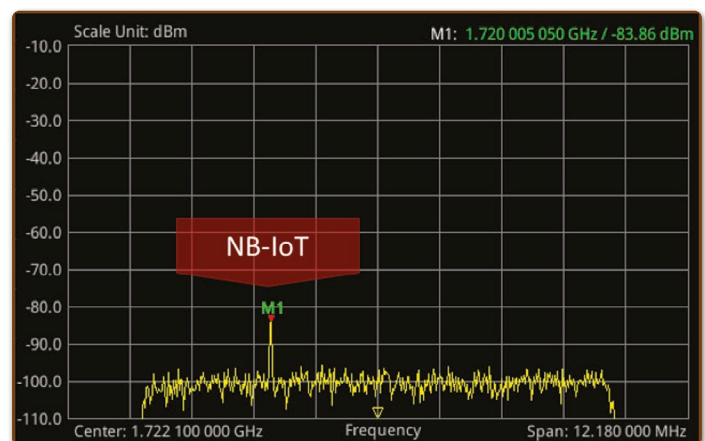 Scale Unit: dBm M1: 1.720 005 050 GHz / -83.86 dBm
-10.0
-20.0
-30.0
-40.0
-50.0
-60.0
NB-IoT
-70.0
-80.0
M1
-90.0
-100.0
-110.0
Center: 1.722 100 000 GHz Frequency Span: 12.180 000 MHz